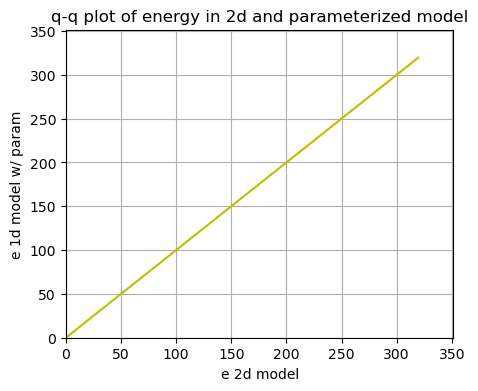 q-q plot of energy in 2d and parameterized model
350
300
250
200
150
100
50
0
e 1d model w/ param
0 50 100 150 200 250 300 350
e 2d model